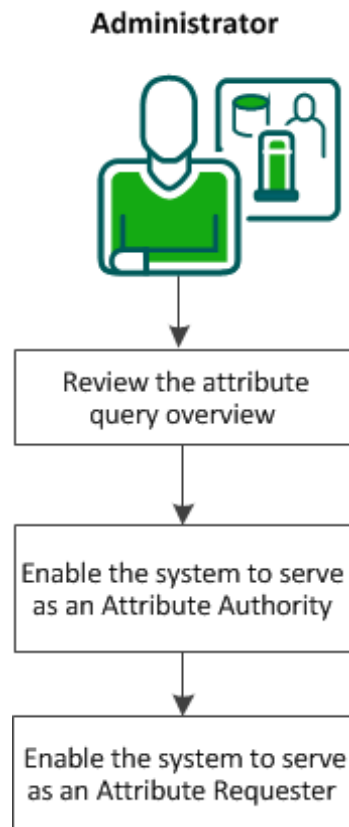 Administrator
Review the attribute
query overview
Enable the system to serve
as an Attribute Authority
Enable the system to serve
as an Attribute Requester